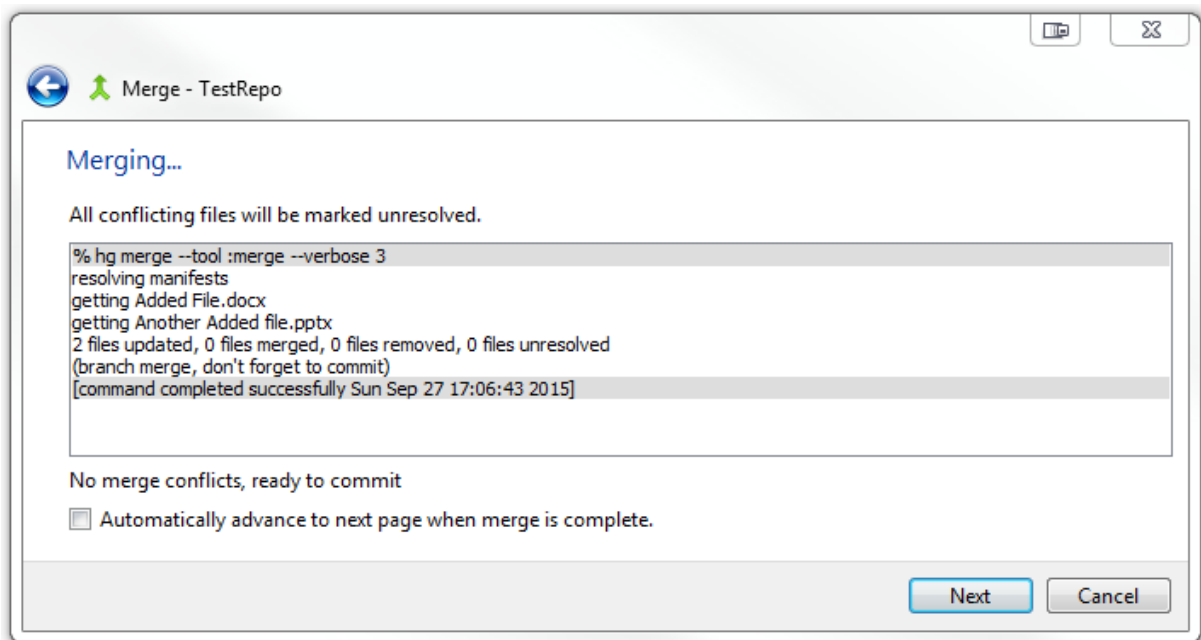 Merge - TestRepo
Merging...
All conflicting files will be marked unresolved.
% hg merge --tool :merge --verbose 3
resolving manifests
getting Added File.docx
getting Another Added file.pptx
2 files updated, 0 files merged, 0 files removed, 0 files unresolved
(branch merge, don't forget to commit)
[command completed successfully Sun Sep 27 17:06:43 2015]
No merge conflicts, ready to commit
Automatically advance to next page when merge is complete.
Next Cancel